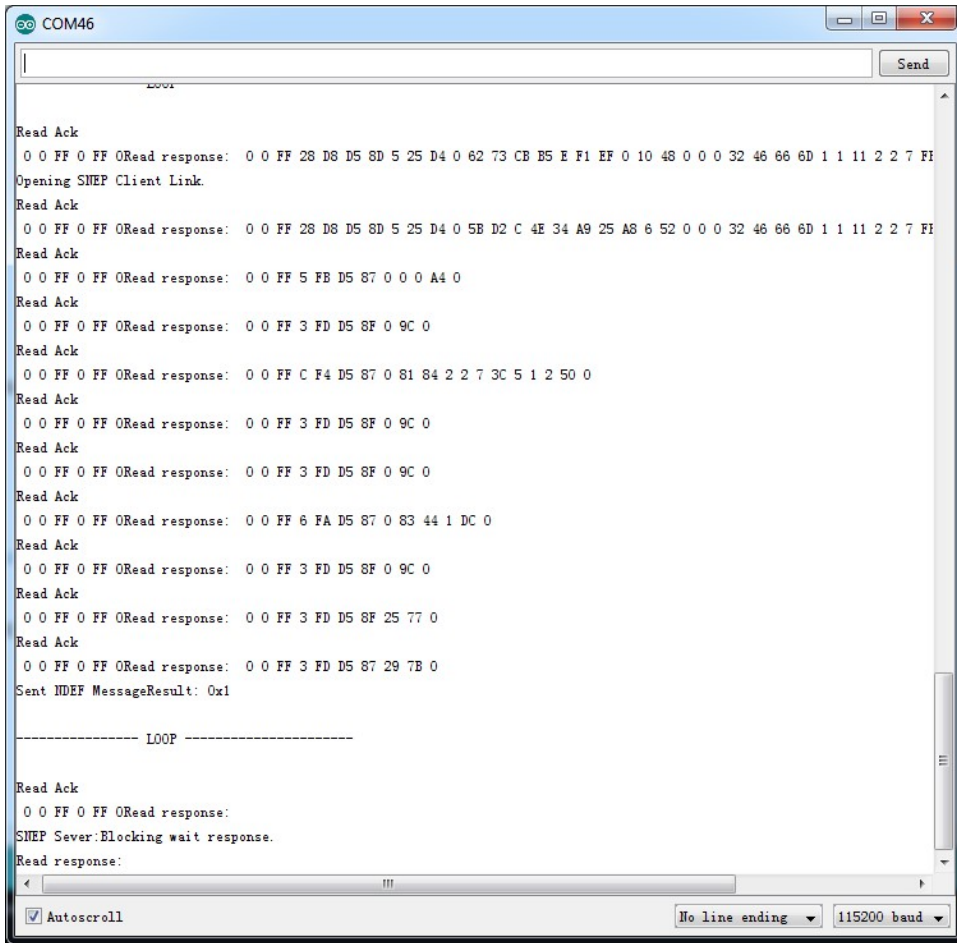 COM46
Send
LOOP
Read Ack
0 0 FF 0 FF 0Read response: 0 0 FF 28 D8 D5 8D 5 25 D4 0 62 73 CB B5 E F1 EF 0 10 48 0 0 0 32 46 66 6D 1 1 11 2 2 7 FF
Opening SNEP Client Link.
Read Ack
0 0 FF 0 FF 0Read response: 0 0 FF 28 D8 D5 8D 5 25 D4 0 5B D2 C 4E 34 A9 25 A8 6 52 0 0 0 32 46 66 6D 1 1 11 2 2 7 FF
Read Ack
0 0 FF 0 FF 0Read response: 0 0 FF 5 FB D5 87 0 0 0 A4 0
Read Ack
0 0 FF 0 FF 0Read response: 0 0 FF 3 FD D5 8F 0 9C 0
Read Ack
0 0 FF 0 FF 0Read response: 0 0 FF C F4 D5 87 0 81 84 2 2 7 3C 5 1 2 50 0
Read Ack
0 0 FF 0 FF 0Read response: 0 0 FF 3 FD D5 8F 0 9C 0
Read Ack
0 0 FF 0 FF 0Read response: 0 0 FF 3 FD D5 8F 0 9C 0
Read Ack
0 0 FF 0 FF 0Read response: 0 0 FF 6 FA D5 87 0 83 44 1 DC 0
Read Ack
0 0 FF 0 FF 0Read response: 0 0 FF 3 FD D5 8F 0 9C 0
Read Ack
0 0 FF 0 FF 0Read response: 0 0 FF 3 FD D5 8F 25 77 0
Read Ack
0 0 FF 0 FF 0Read response: 0 0 FF 3 FD D5 87 29 7B 0
Sent NDEF MessageResult: 0x1
---------------- LOOP ----------------------
Read Ack
0 0 FF 0 FF 0Read response:
SNEP Sever:Blocking wait response.
Read response:
Autoscroll
No line ending
115200 baud